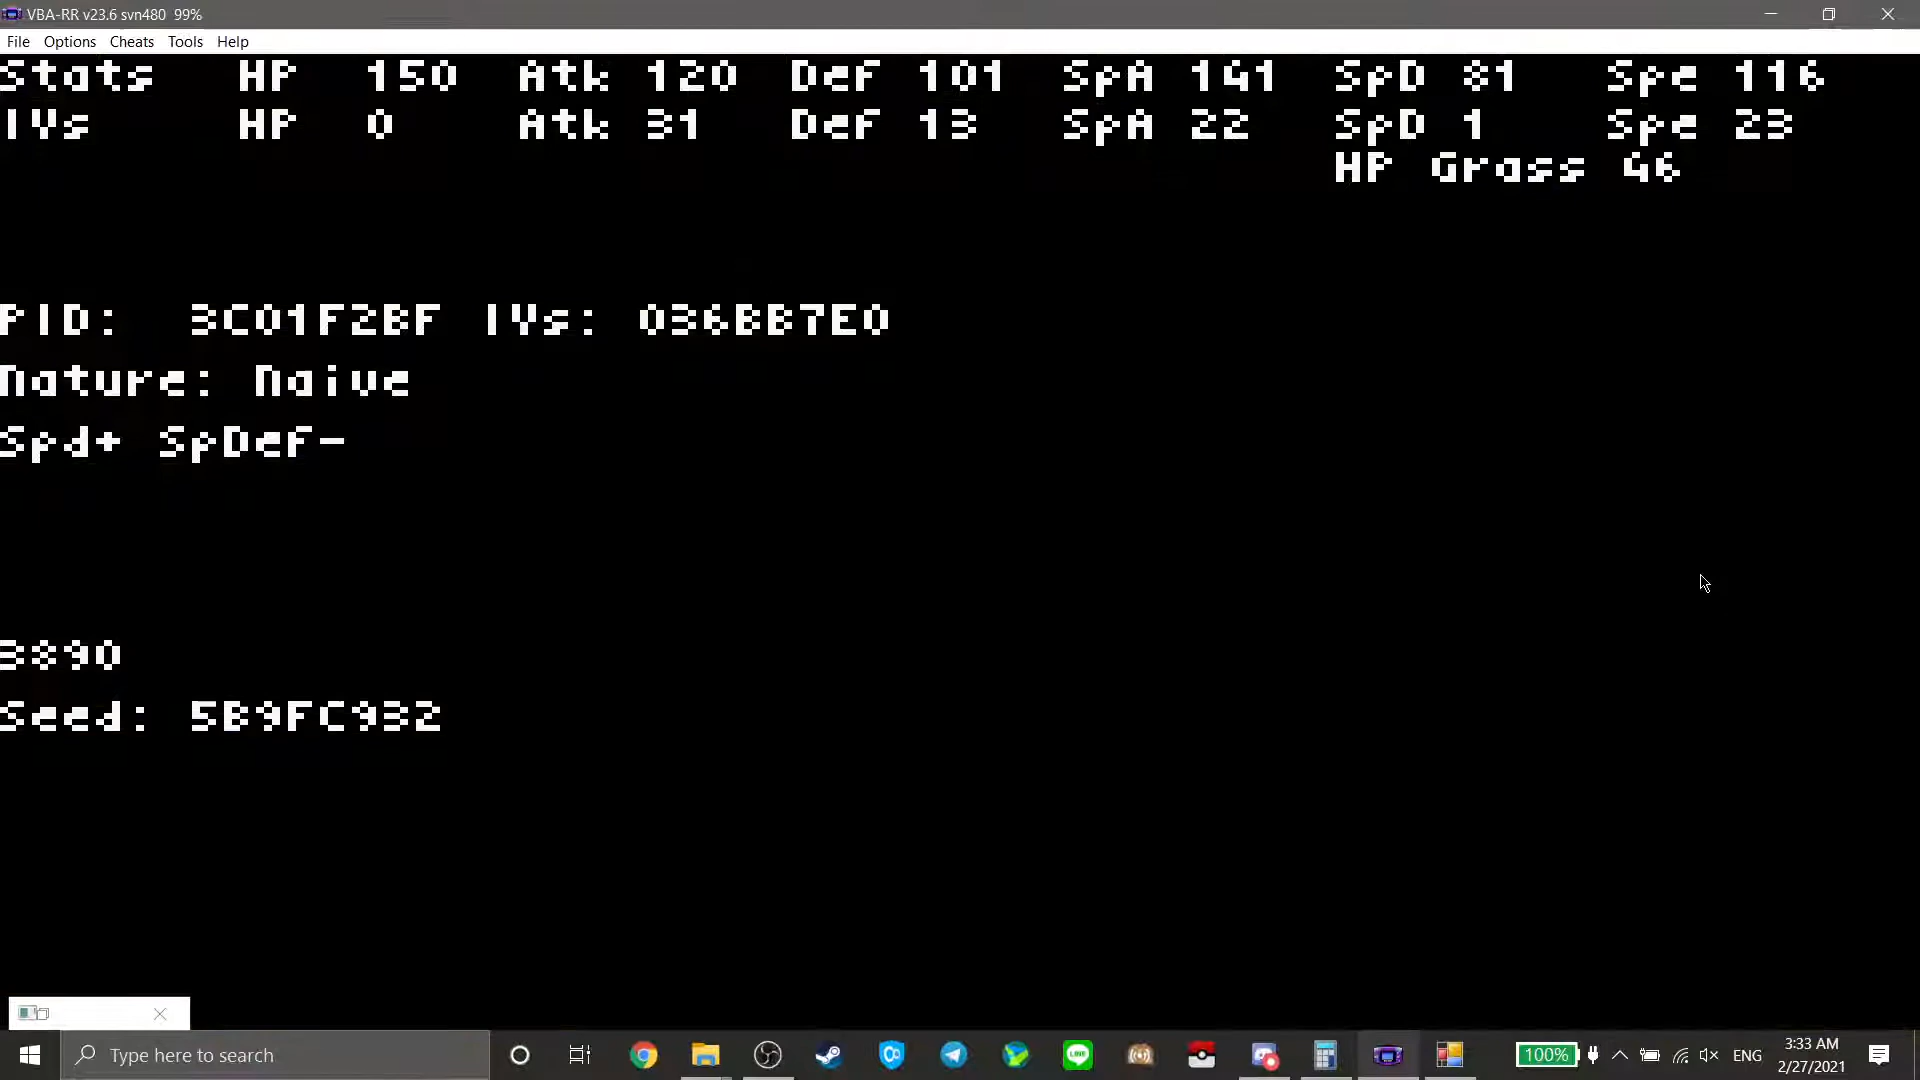 VBA-RR v23.6 svn480 99%
File Options Cheats Tools Help
Stats HP 150 Atk 120 Def 101 SpA 141 SpD 81 Spe 116
IVs HP 0 Atk 31 Def 13 SpA 22 SpD 1 Spe 23
HP Grass 46
PID: 3C01F2BF IVs: 036BB7E0
Nature: Naive
Spd+ SpDef-
3890
Seed: 5B9FC932
Type here to search
LINE
100%
ENG
3:33 AM
2/27/2021